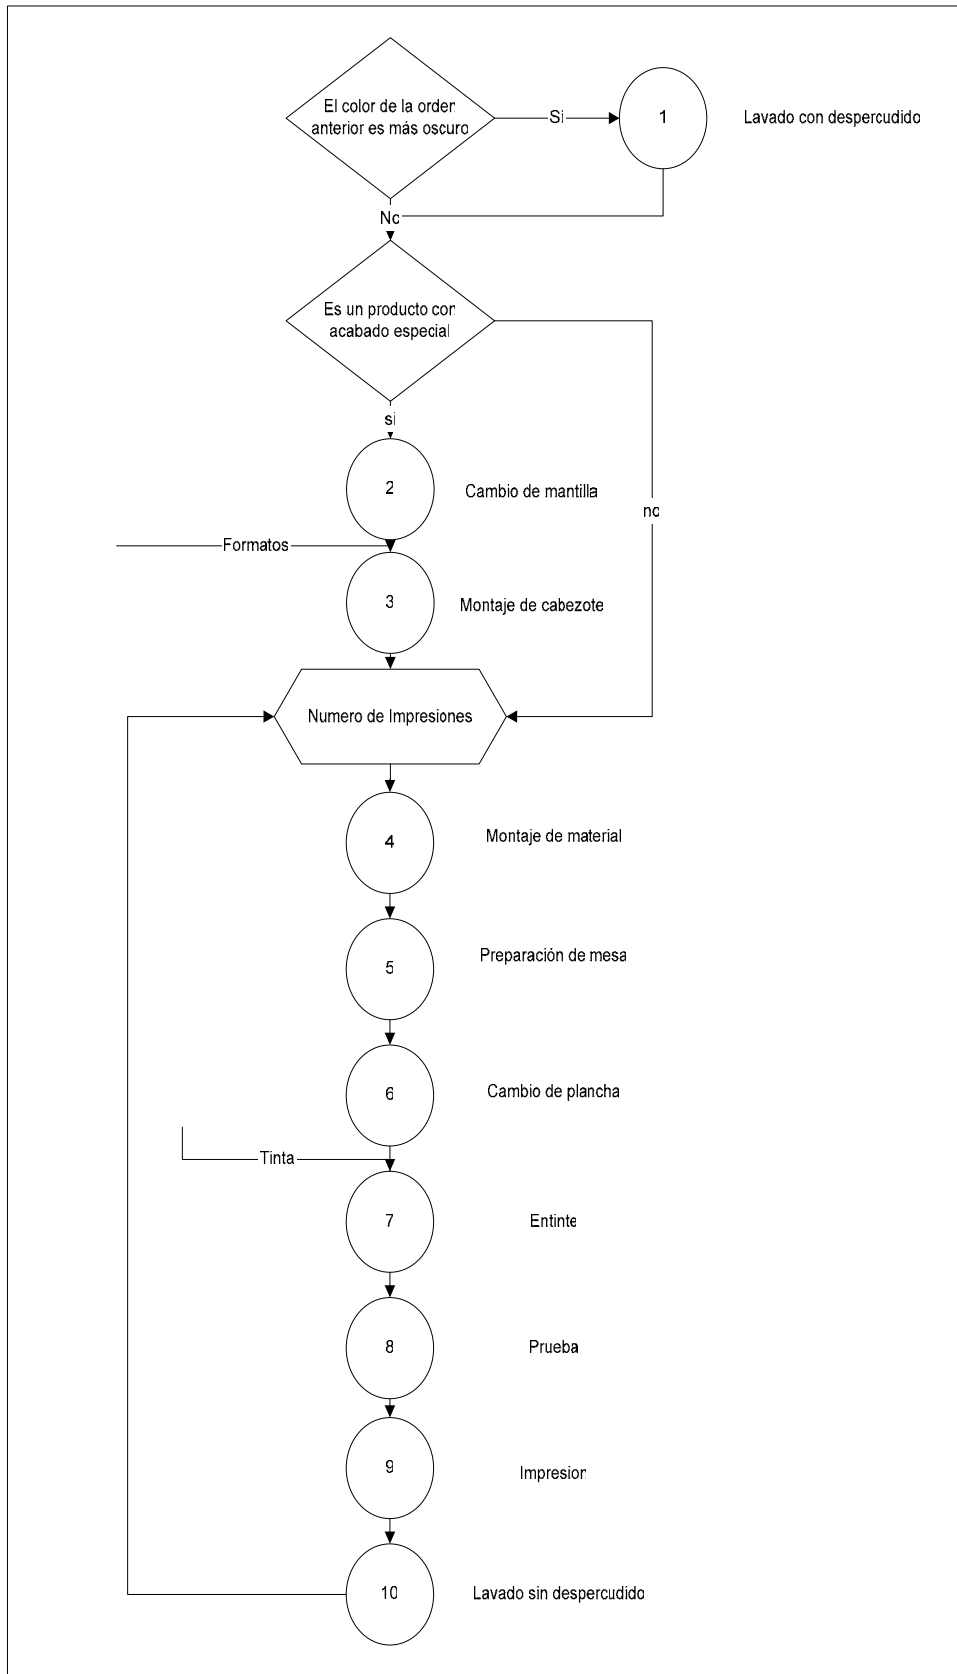 El color de la orden
anterior es más oscuro
Si
1
Lavado con despercudido
No
Es un producto con
acabado especial
si
2
Cambio de mantilla
no
Formatos
3
Montaje de cabezote
Numero de Impresiones
4
Montaje de material
5
Preparación de mesa
6
Cambio de plancha
Tinta
7
Entinte
8
Prueba
9
Impresion
10
Lavado sin despercudido